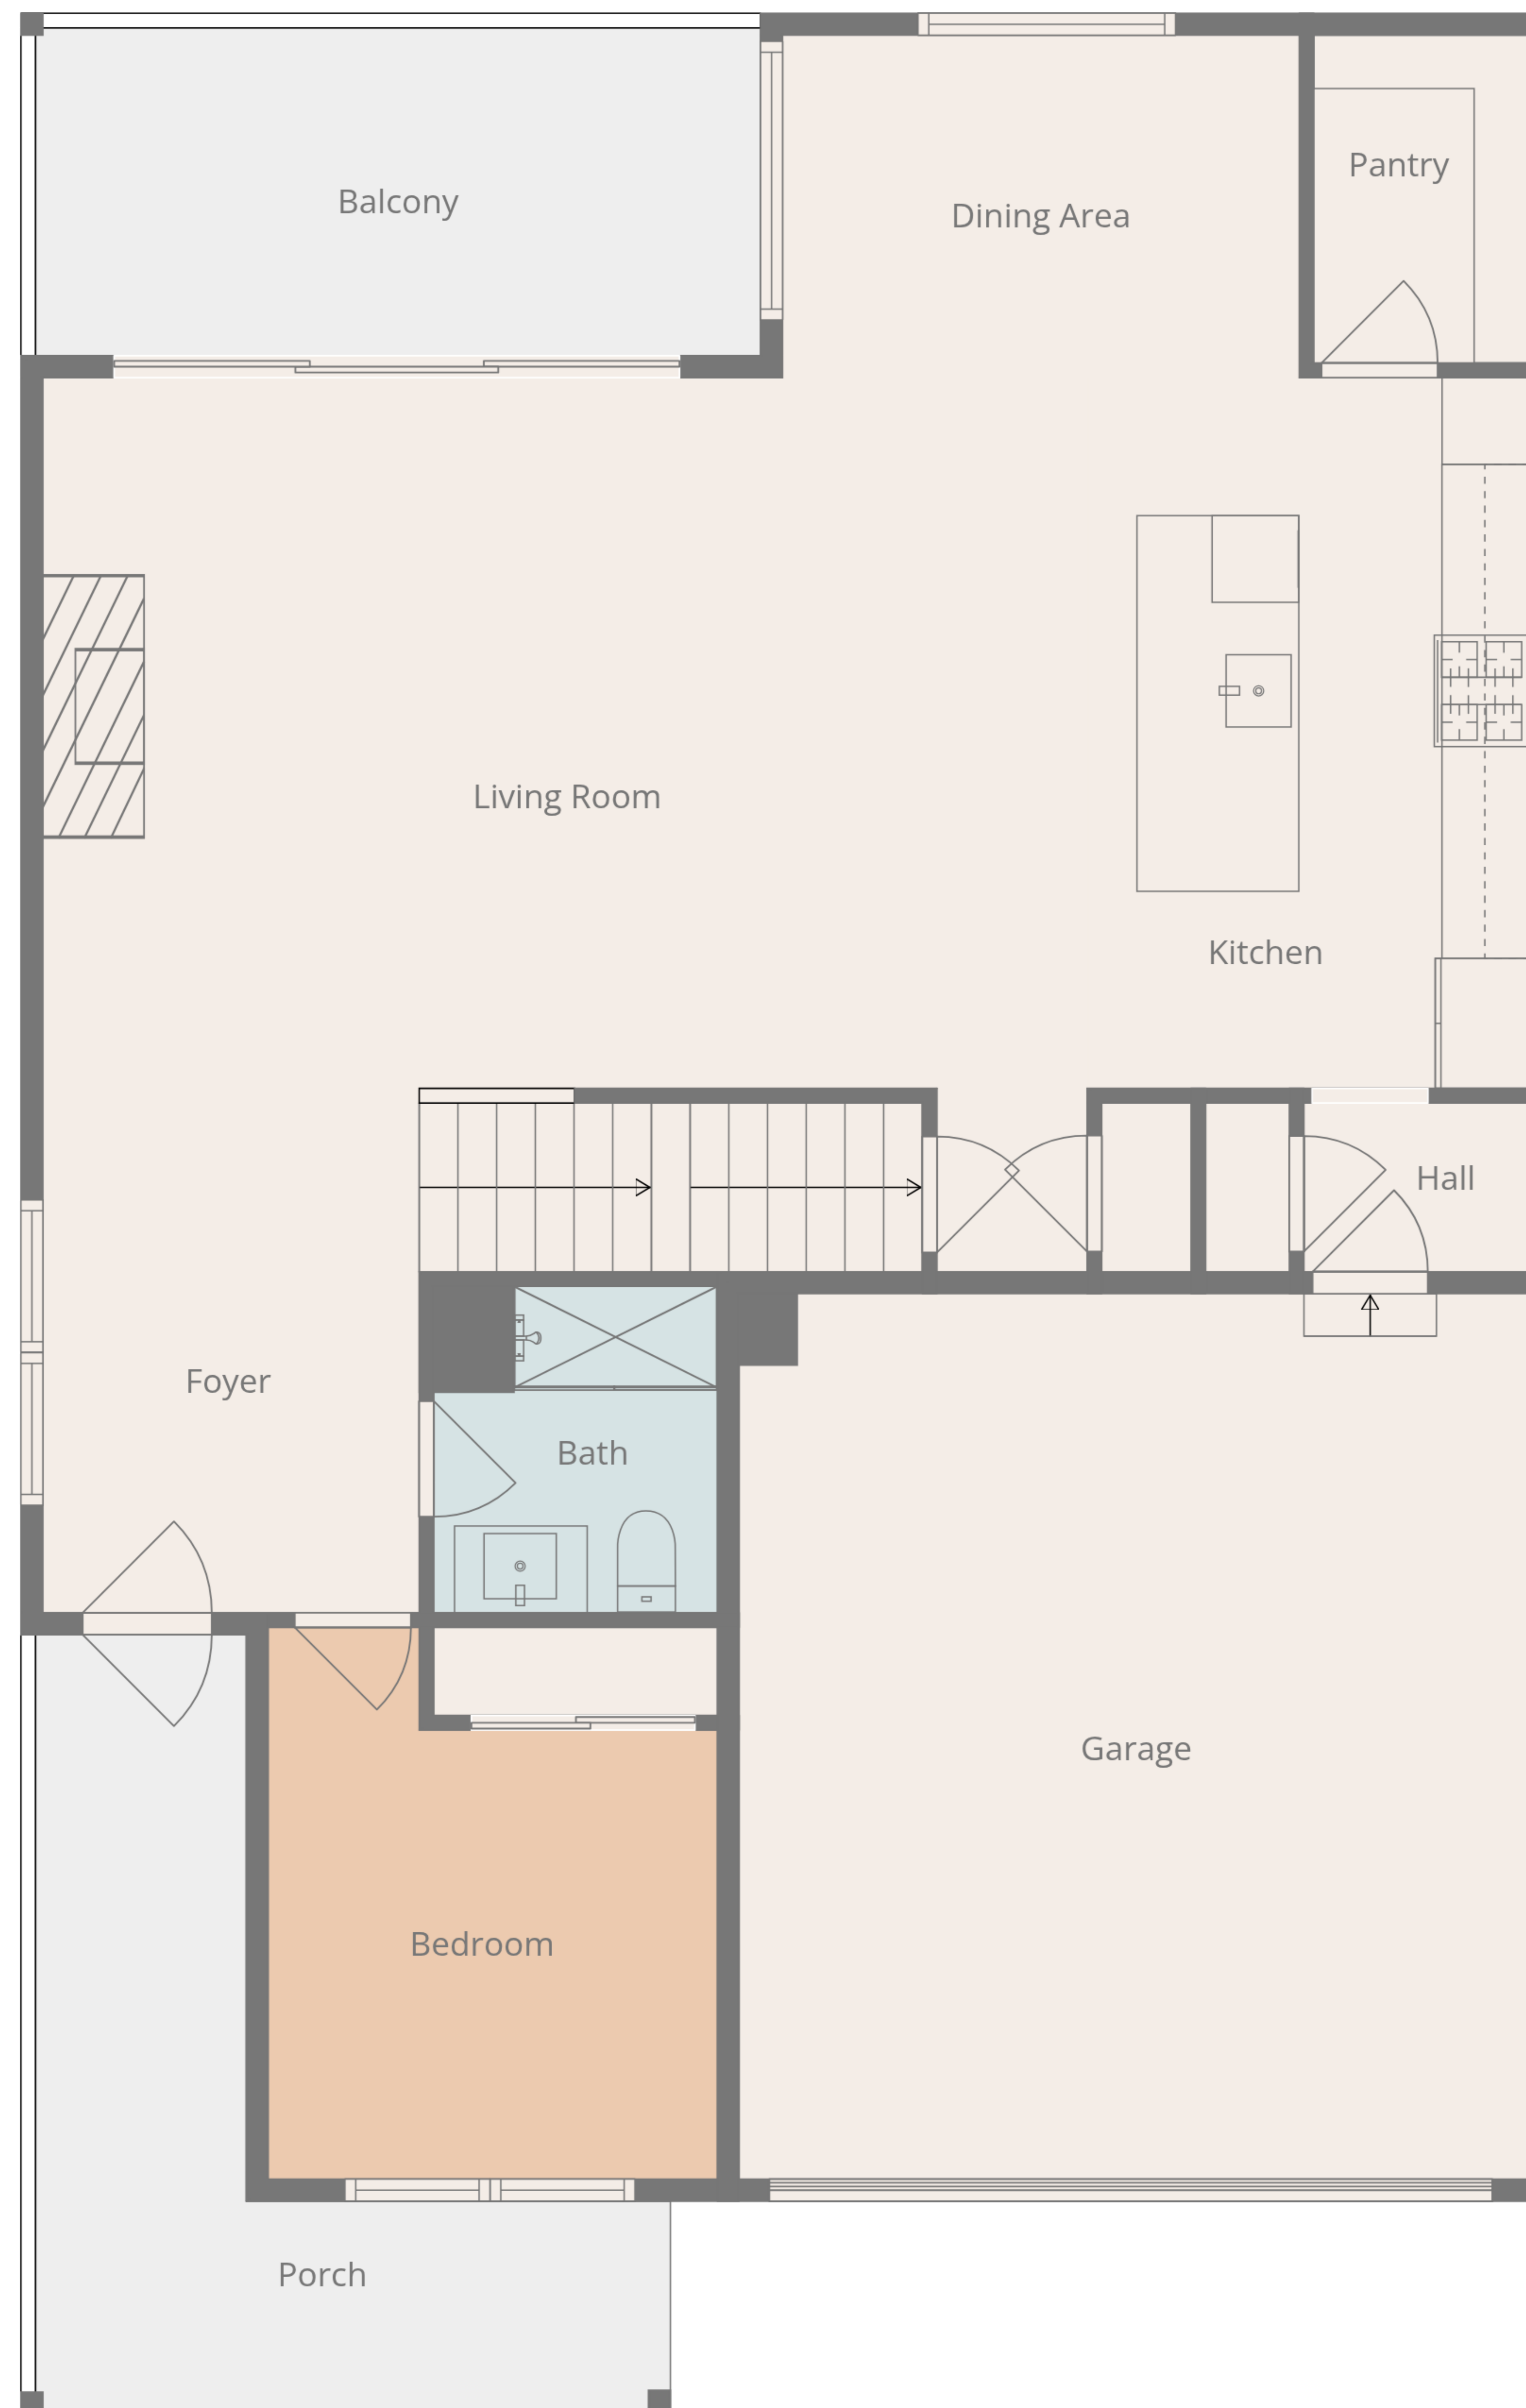 Pantry
Balcony
Dining Area
Living Room
Kitchen
Hall
Foyer
Bath
Garage
Bedroom
Porch